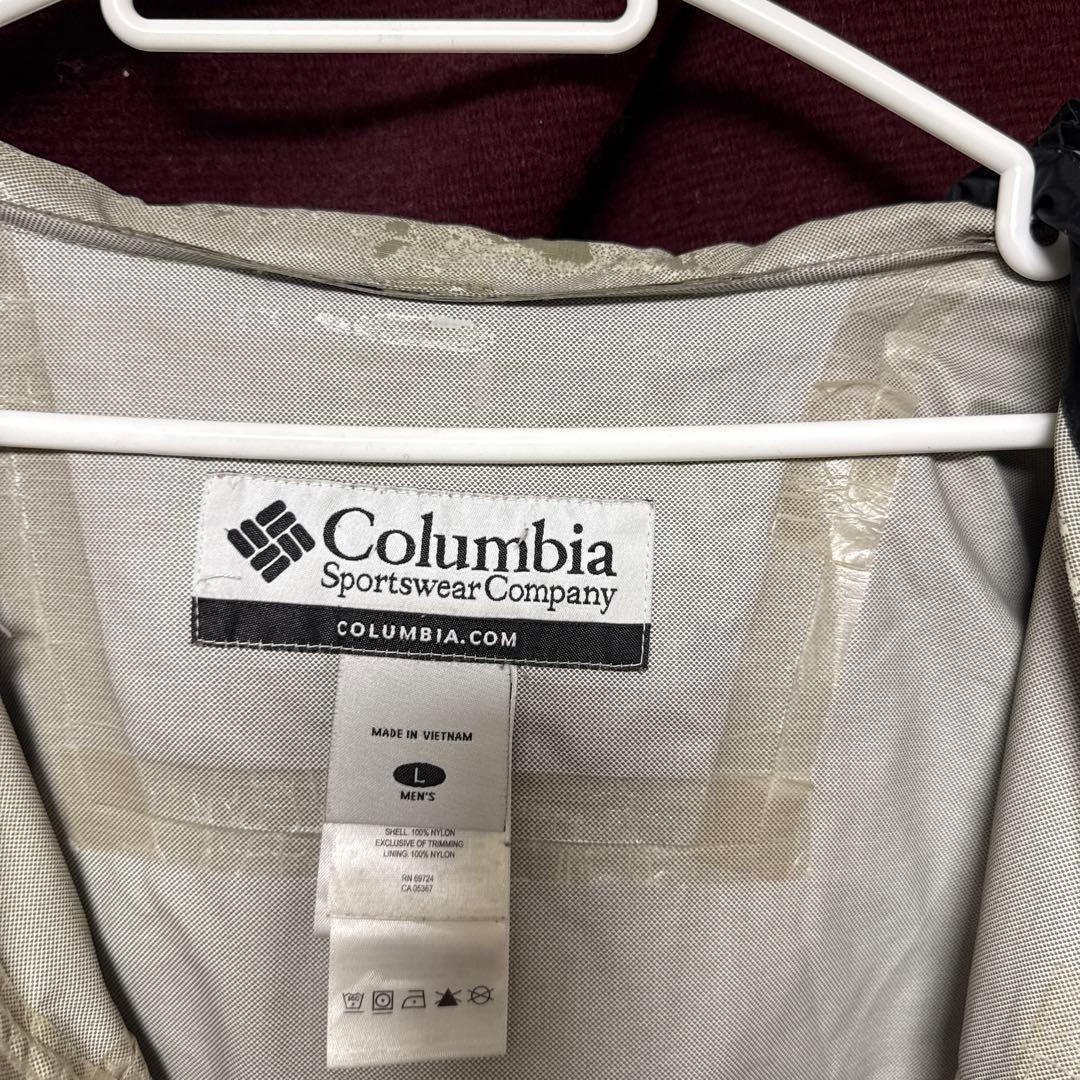 Columbia
Sportswear Company
COLUMBIA.COM
MADE IN VIETNAM
L
MEN'S
SHELL. 100% NYLON
EXCLUSIVE OF TRIMMING
LINING. 100% NYLON
RN 69724
CA 05367